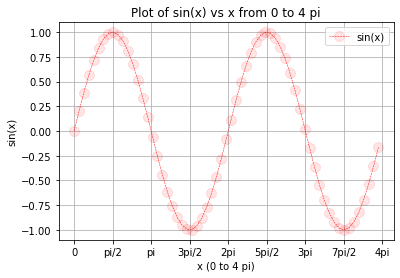 Plot of sin(x) vs x from 0 to 4 pi
sin(x)
1.00
0.75
0.50
0.25
0.00
−0.25
−0.50
−0.75
−1.00
sin(x)
0 pi/2 pi 3pi/2 2pi 5pi/2 3pi 7pi/2 4pi
x (0 to 4 pi)